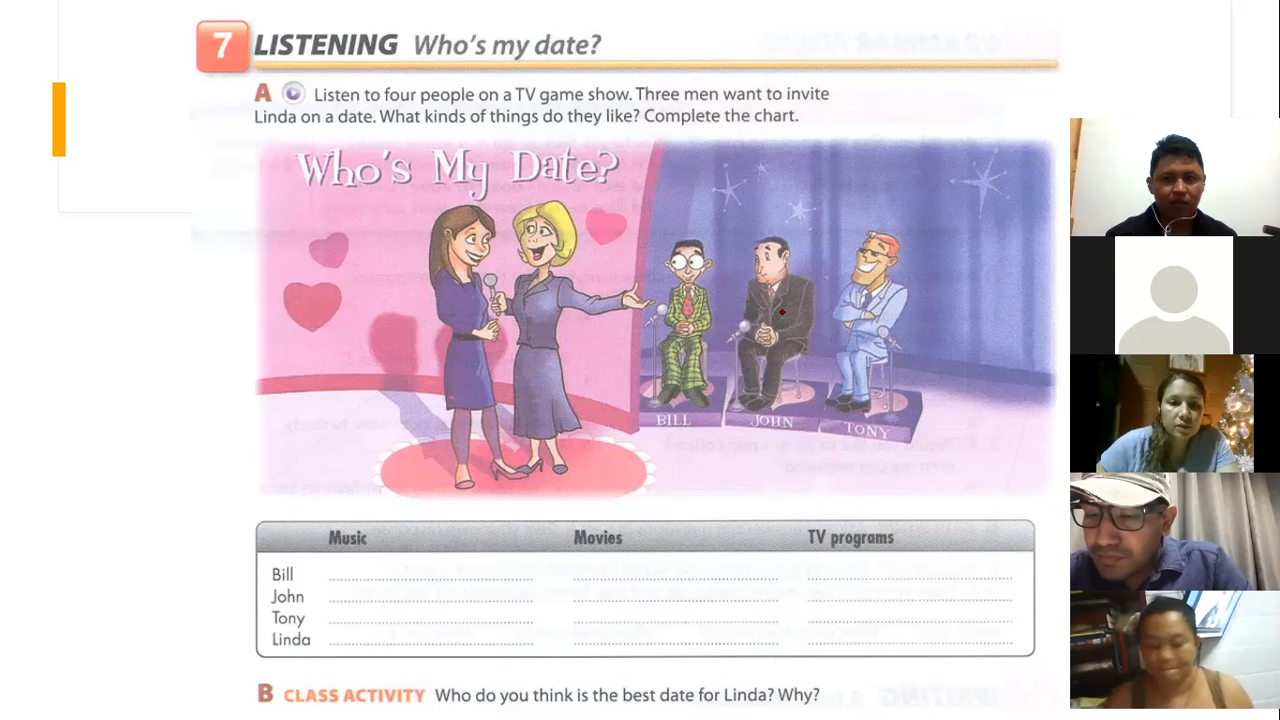 7 LISTENING Who's my date?
A Listen to four people on a TV game show. Three men want to invite
Linda on a date. What kinds of things do they like? Complete the chart.
Who's My Date?
BILL JOHN TONY
Music Movies TV programs
Bill
John
Tony
Linda
B CLASS ACTIVITY Who do you think is the best date for Linda? Why?